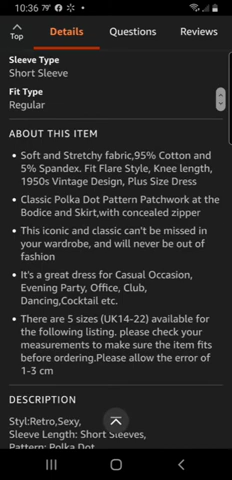 10:36 79°
Top
Details
Questions
Reviews
Sleeve Type
Short Sleeve
Fit Type
Regular
ABOUT THIS ITEM
• Soft and Stretchy fabric,95% Cotton and
5% Spandex. Fit Flare Style, Knee length,
1950s Vintage Design, Plus Size Dress
• Classic Polka Dot Pattern Patchwork at the
Bodice and Skirt,with concealed zipper
• This iconic and classic can't be missed in
your wardrobe, and will never be out of
fashion
• It's a great dress for Casual Occasion,
Evening Party, Office, Club,
Dancing,Cocktail etc.
• There are 5 sizes (UK14-22) available for
the following listing. please check your
measurements to make sure the item fits
before ordering.Please allow the error of
1-3 cm
DESCRIPTION
Styl:Retro,Sexy,
Sleeve Length: Short Sleeves,
Pattern: Polka Dot